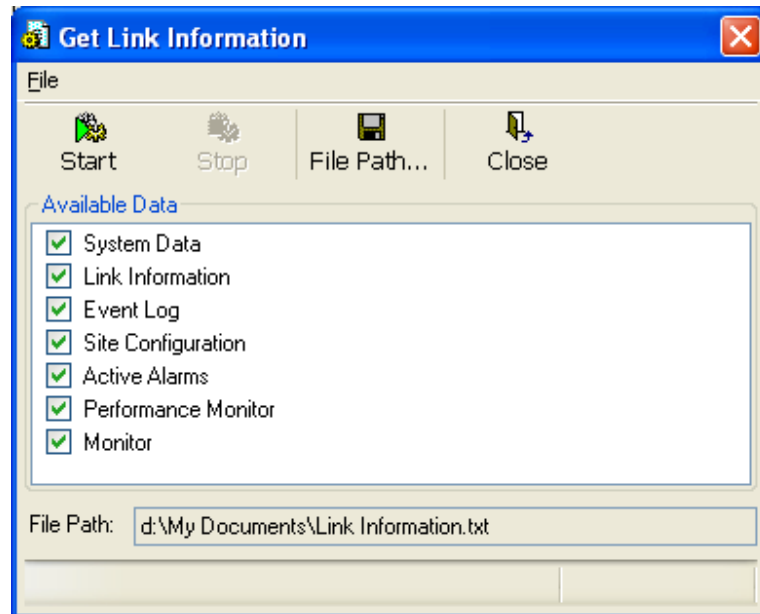 Get Link Information
File
Start Stop File Path... Close
Available Data
System Data
Link Information
Event Log
Site Configuration
Active Alarms
Performance Monitor
Monitor
File Path: d:\My Documents\Link Information.txt